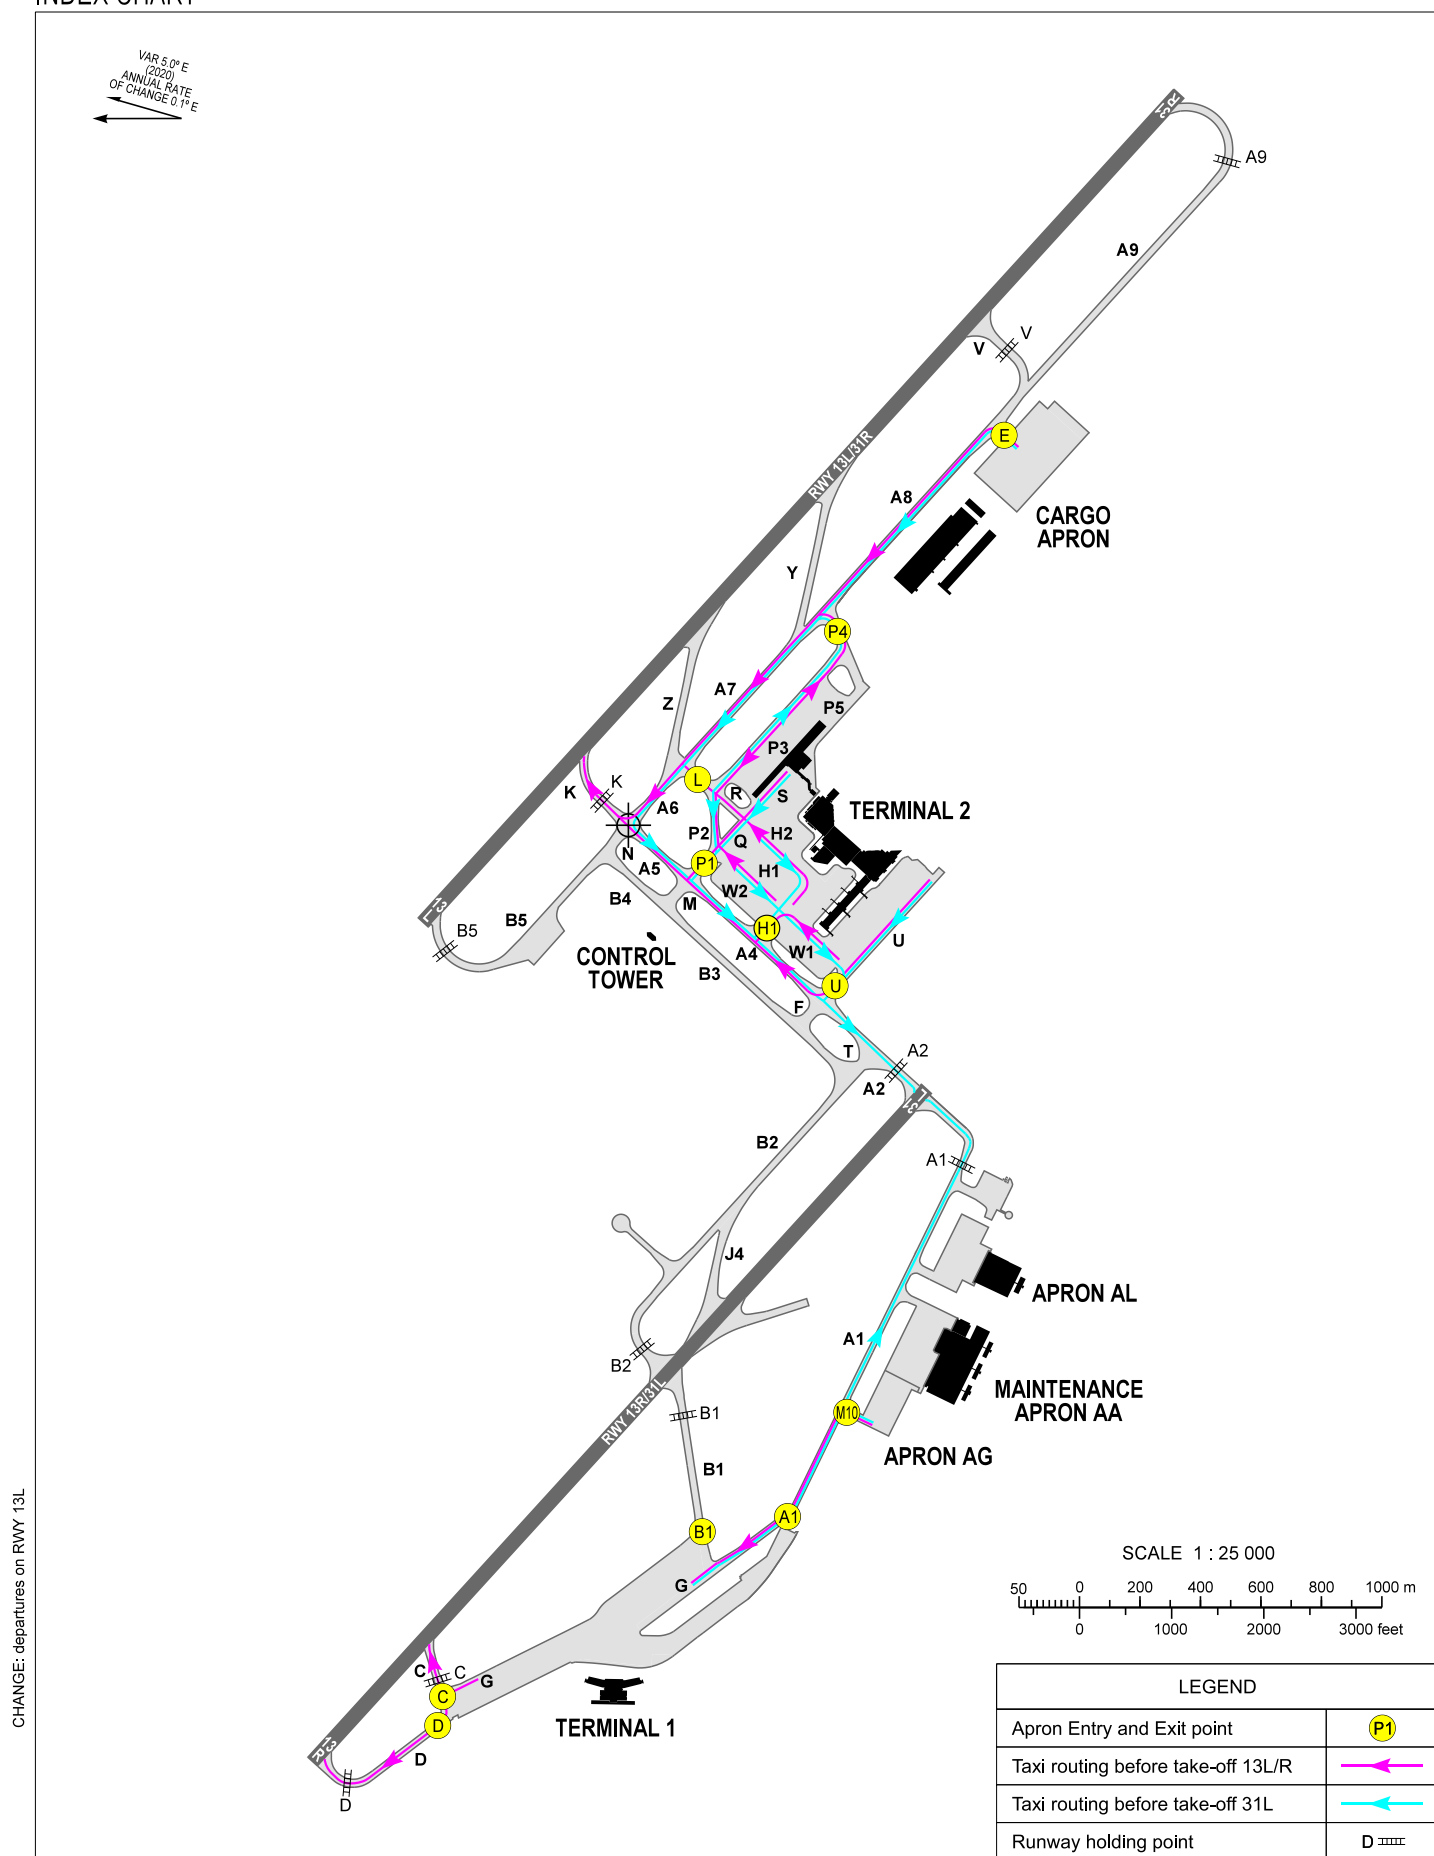 INDEX CHART
VAR 5.0° E
(2020)
ANNUAL RATE
OF CHANGE 0.1° E
31
R
A9
A9
V
V
E
RWY 13L/31R
A8
CARGO
APRON
Y
P4
A7
Z
P5
P3
L
R
S
K
K
A6
TERMINAL 2
P2
Q
H2
N
A5
P1
H1
W2
B4
M
B5
13
L
B5
H1
U
CONTROL
TOWER
A4
W1
B3
U
F
T
A2
A2
31
L
B2
A1
J4
APRON AL
A1
B2
MAINTENANCE
APRON AA
RWY 13R/31L
B1
M10
APRON AG
B1
A1
B1
G
C
C
G
C
D
TERMINAL 1
13
R
D
D
SCALE 1 : 25 000
50 0 200 400 600 800 1000 m
0 1000 2000 3000 feet
LEGEND
Apron Entry and Exit point P1
Taxi routing before take-off 13L/R
Taxi routing before take-off 31L
Runway holding point D
CHANGE: departures on RWY 13L